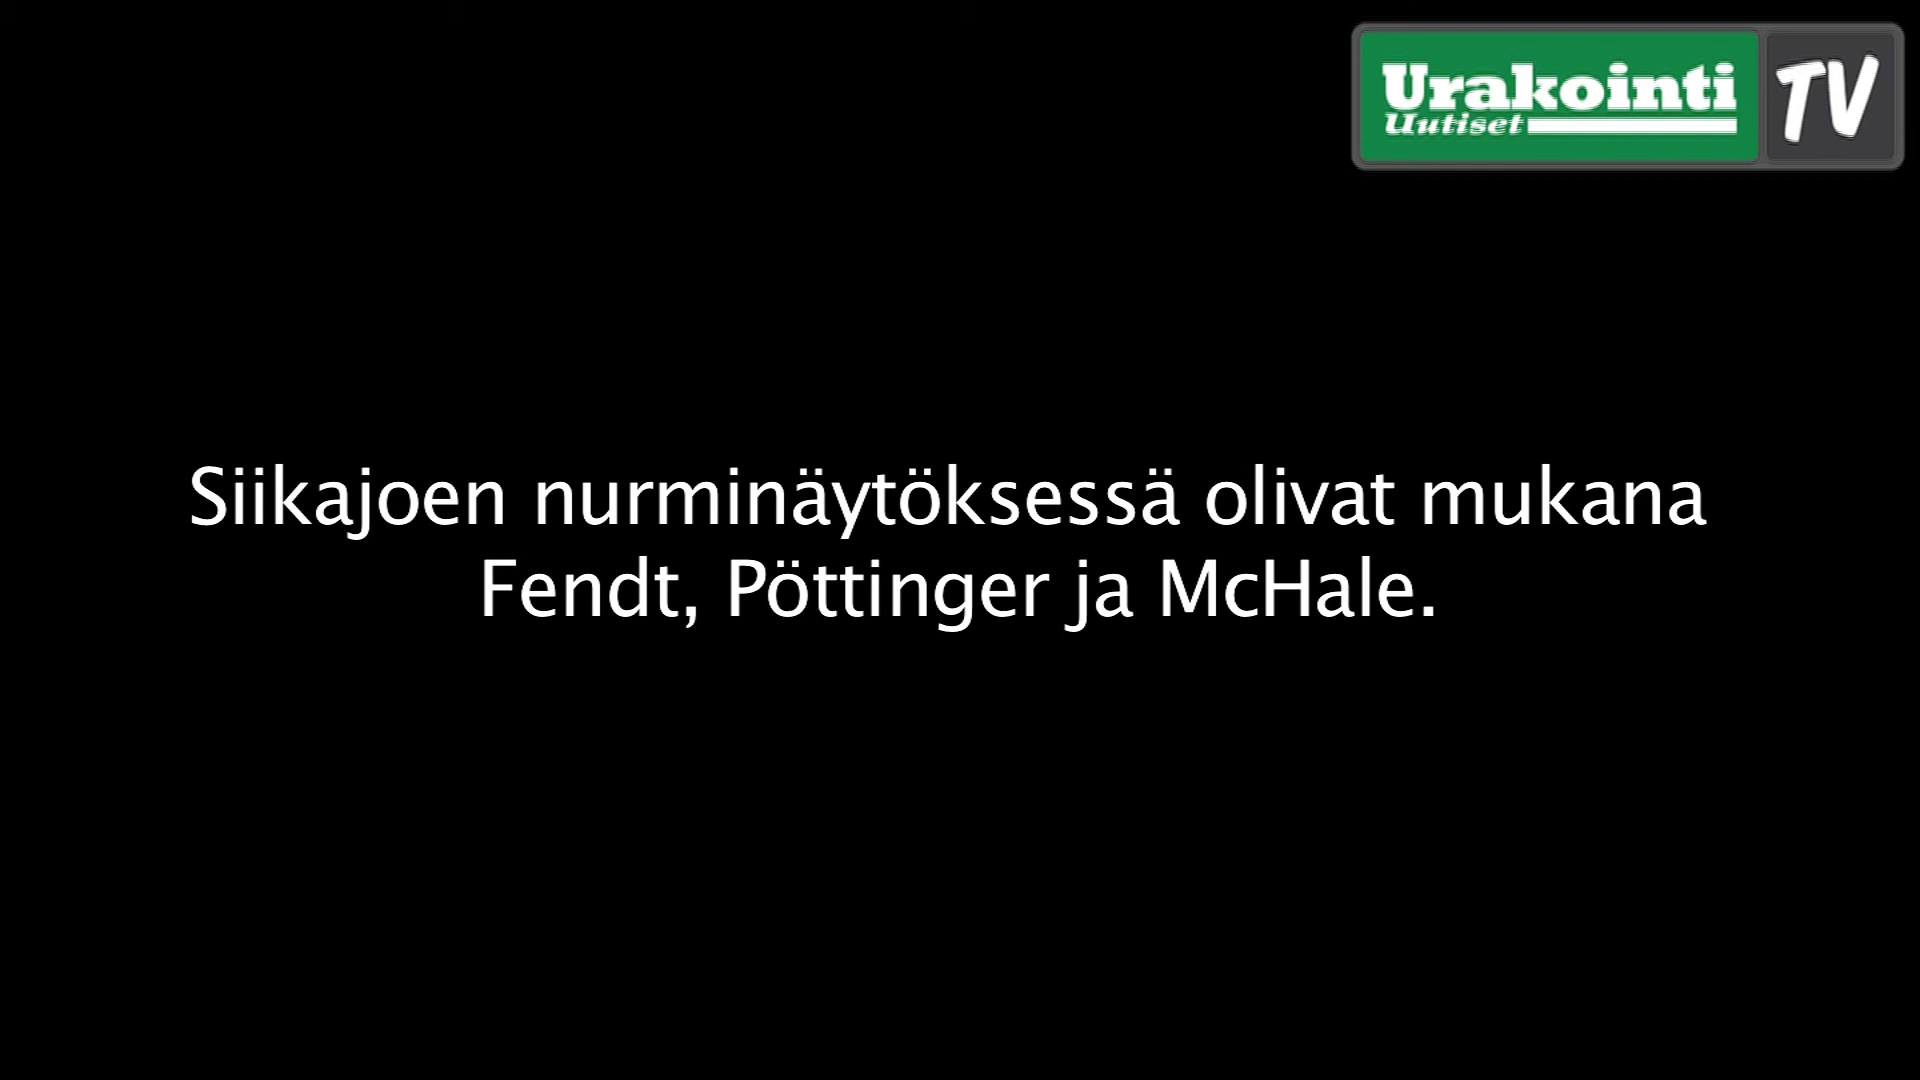 Urakointi
Uutiset
TV
Siikajoen nurminäytöksessä olivat mukana
Fendt, Pöttinger ja McHale.